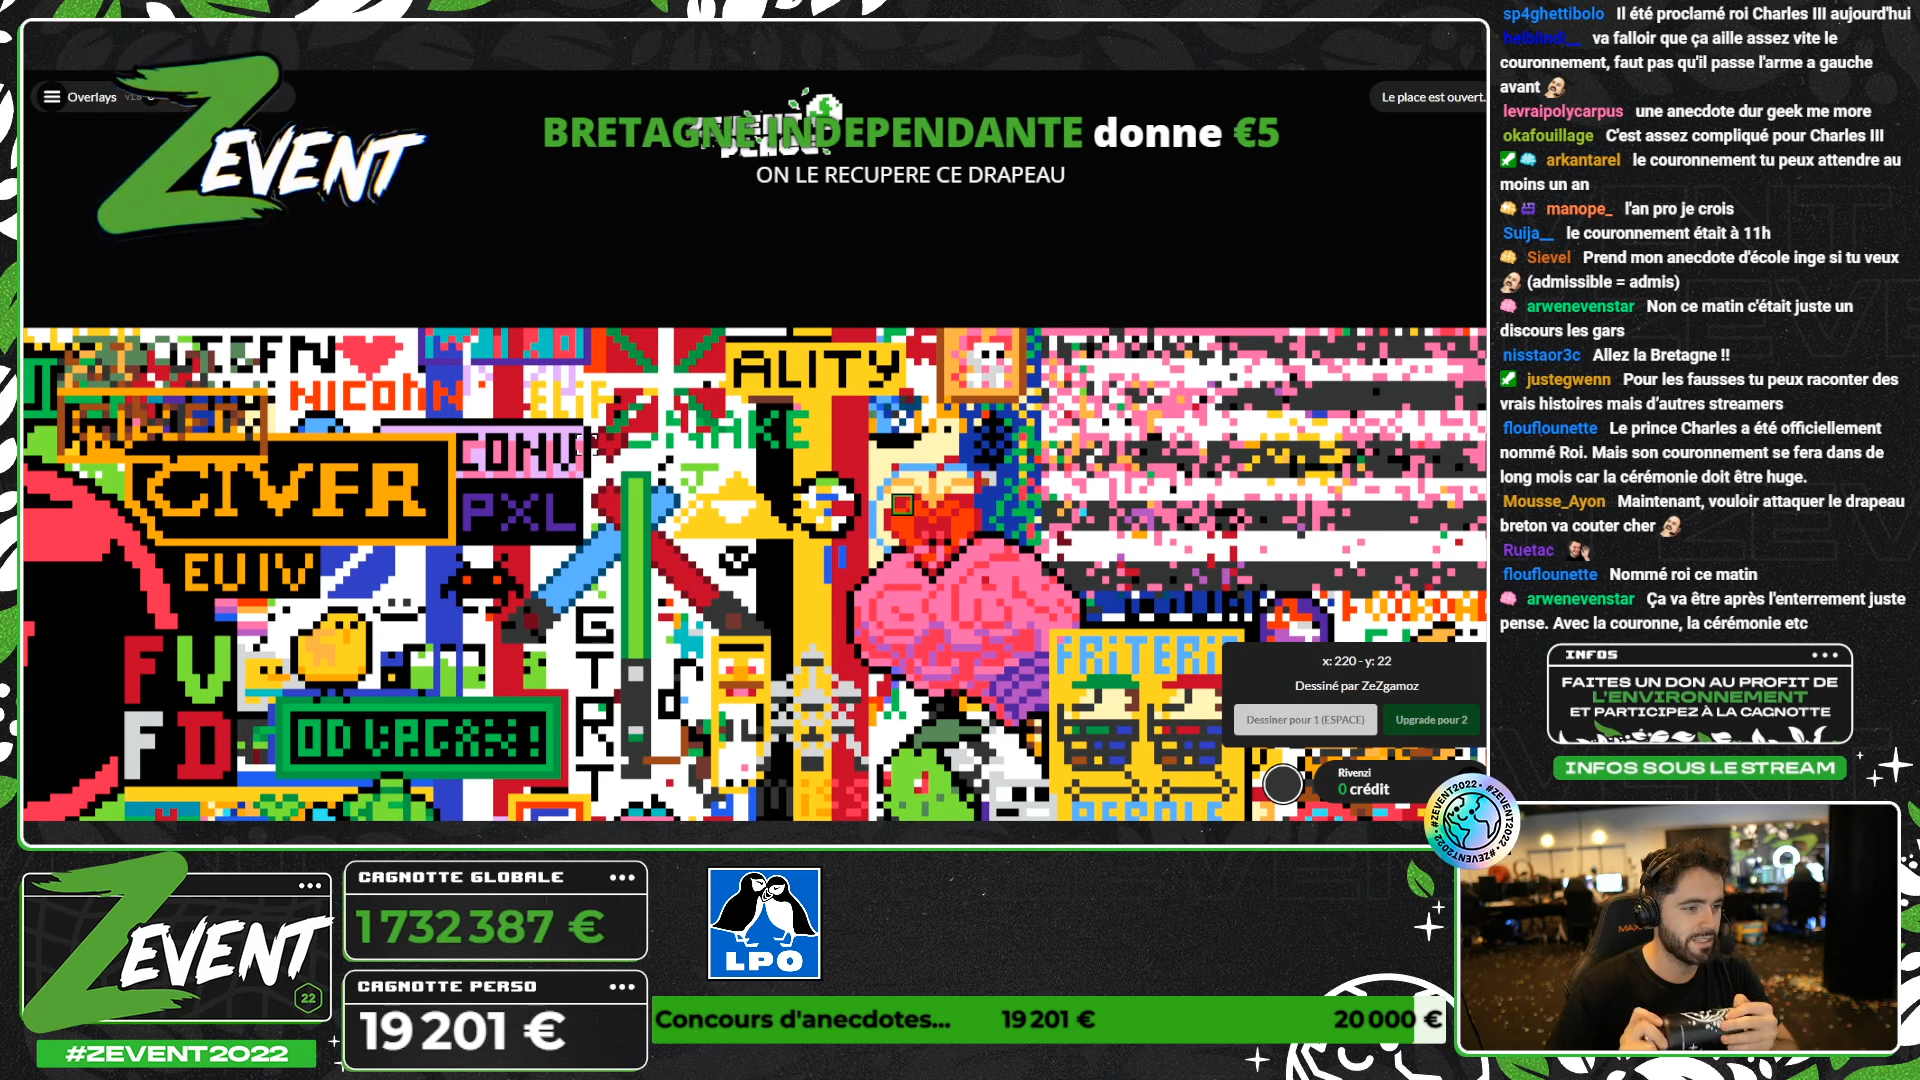 Overlays
ZEVENT
BRETAGNE INDEPENDANTE donne €5
ON LE RECUPERE CE DRAPEAU
Le place est ouvert.
ALITY
NICOHN
CONV
PXL
EUIV
GTRT
FV
FD
FRITERIE
x: 220 - y: 22
Dessiné par ZeZgamoz
Dessiner pour 1 (ESPACE)
Upgrade pour 2
Rivenzi
0 crédit
sp4ghettibolo Il été proclamé roi Charles III aujourd'hui
va falloir que ça aille assez vite le
couronnement, faut pas qu'il passe l'arme a gauche
avant
levraipolycarpus une anecdote dur geek me more
okafouillage C'est assez compliqué pour Charles III
arkantarel le couronnement tu peux attendre au
moins un an
manope_ l'an pro je crois
Suija__ le couronnement était à 11h
Sievel Prend mon anecdote d'école inge si tu veux
(admissible = admis)
arwenevenstar Non ce matin c'était juste un
discours les gars
nisstaor3c Allez la Bretagne !!
justegwenn Pour les fausses tu peux raconter des
vrais histoires mais d'autres streamers
flouflounette Le prince Charles a été officiellement
nommé Roi. Mais son couronnement se fera dans de
long mois car la cérémonie doit être huge.
Mousse_Ayon Maintenant, vouloir attaquer le drapeau
breton va couter cher
Ruetac
flouflounette Nommé roi ce matin
arwenevenstar Ça va être après l'enterrement juste
pense. Avec la couronne, la cérémonie etc
INFOS
FAITES UN DON AU PROFIT DE
L'ENVIRONNEMENT
ET PARTICIPEZ À LA CAGNOTTE
INFOS SOUS LE STREAM
#ZEVENT2022
ZEVENT
22
#ZEVENT2022
CAGNOTTE GLOBALE
1 732 387 €
CAGNOTTE PERSO
19 201 €
LPO
Concours d'anecdotes... 19 201 € 20 000 €